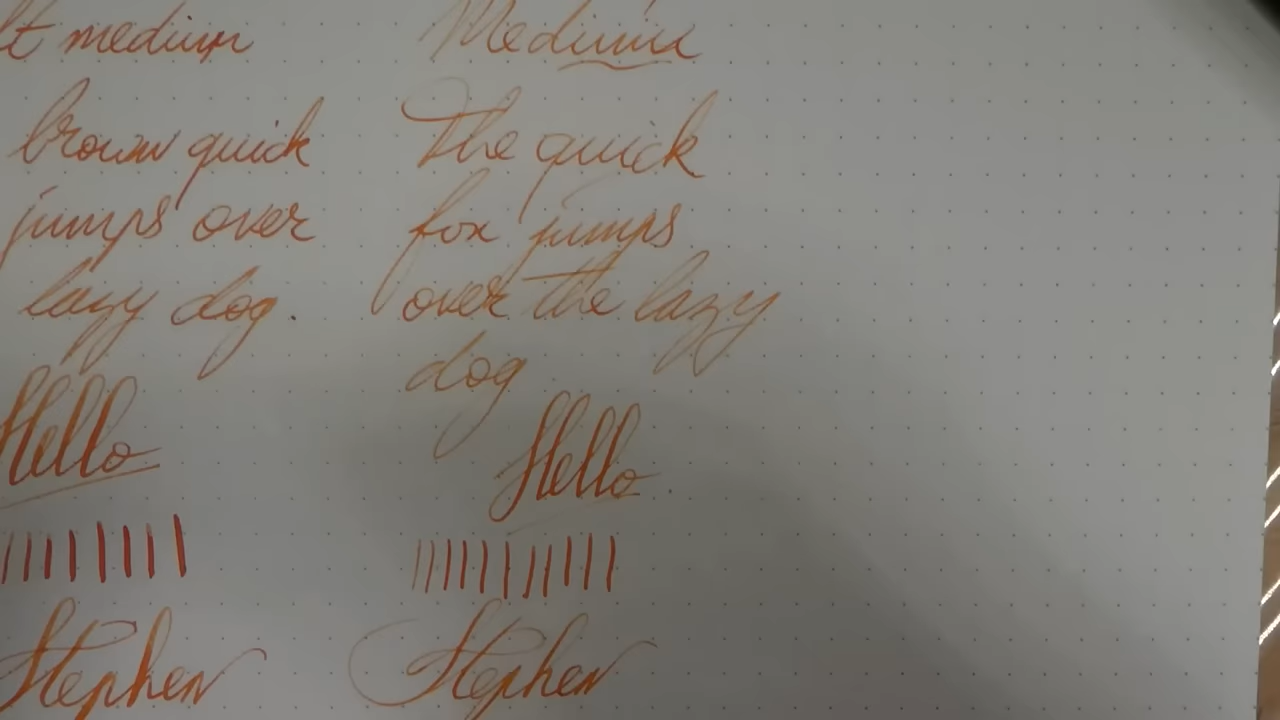 medium
brown quick
jumps over
lazy dog.
Hello
Stephen
Medium
The quick
fox jumps
over the lazy
dog
Hello
Stephen